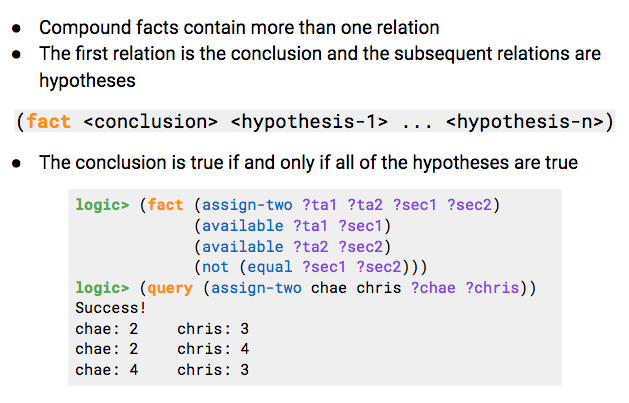 ● Compound facts contain more than one relation
● The first relation is the conclusion and the subsequent relations are
hypotheses
(fact <conclusion> <hypothesis-1> ... <hypothesis-n>)
● The conclusion is true if and only if all of the hypotheses are true
logic> (fact (assign-two ?ta1 ?ta2 ?sec1 ?sec2)
(available ?ta1 ?sec1)
(available ?ta2 ?sec2)
(not (equal ?sec1 ?sec2)))
logic> (query (assign-two chae chris ?chae ?chris))
Success!
chae: 2 chris: 3
chae: 2 chris: 4
chae: 4 chris: 3